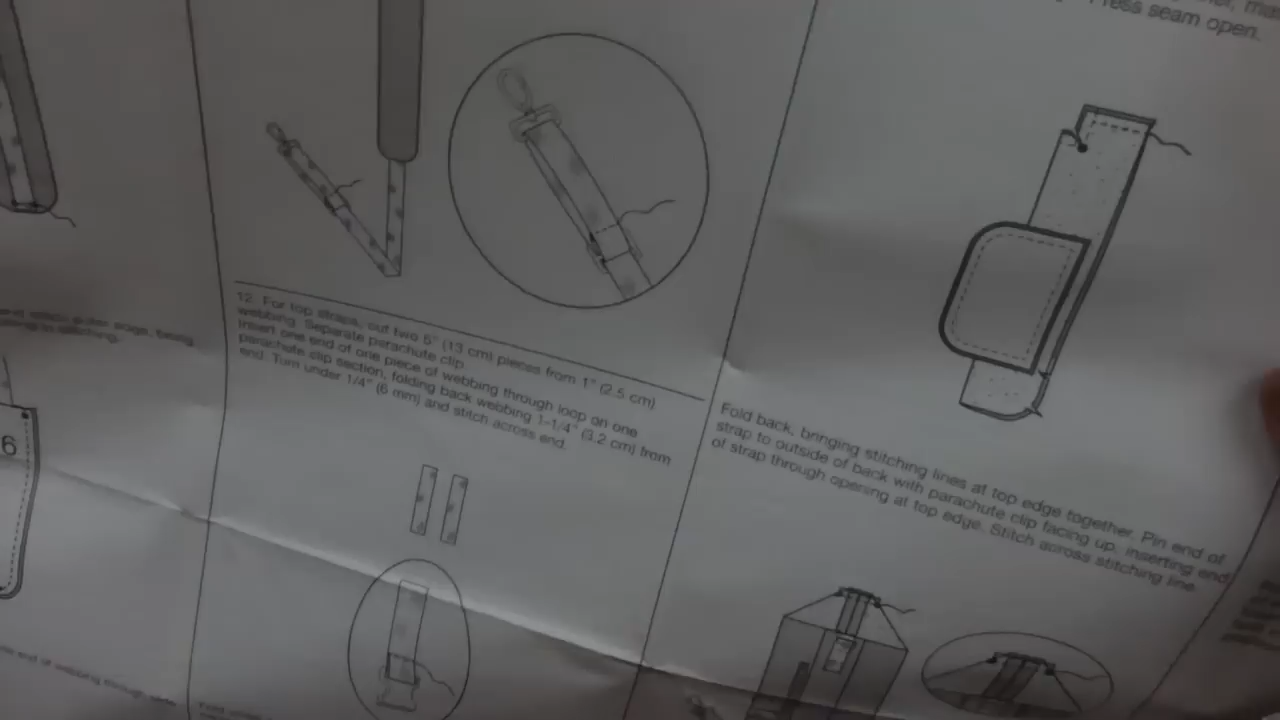 Press seam open.
12. For top straps, cut two 5" (13 cm) pieces from 1" (2.5 cm)
webbing. Separate parachute clip.
Insert one end of one piece of webbing through loop on one
parachute clip section, folding back webbing 1-1/4" (3.2 cm) from
end. Turn under 1/4" (6 mm) and stitch across end.
Fold back, bringing stitching lines at top edge together. Pin end of
strap to outside of back with parachute clip facing up, inserting end
of strap through opening at top edge. Stitch across stitching line.
6
end of webbing through